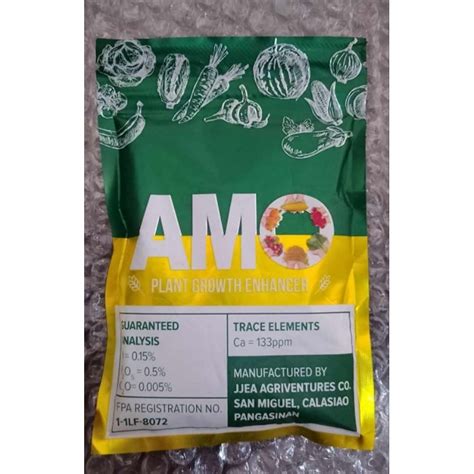 AMO
PLANT GROWTH ENHANCER
GUARANTEED
ANALYSIS
= 0.15%
= 0.5%
= 0.005%
FPA REGISTRATION NO.
1-1LF-8072
TRACE ELEMENTS
Ca = 133ppm
MANUFACTURED BY
JJEA AGRIVENTURES CO.
SAN MIGUEL, CALASIAO
PANGASINAN